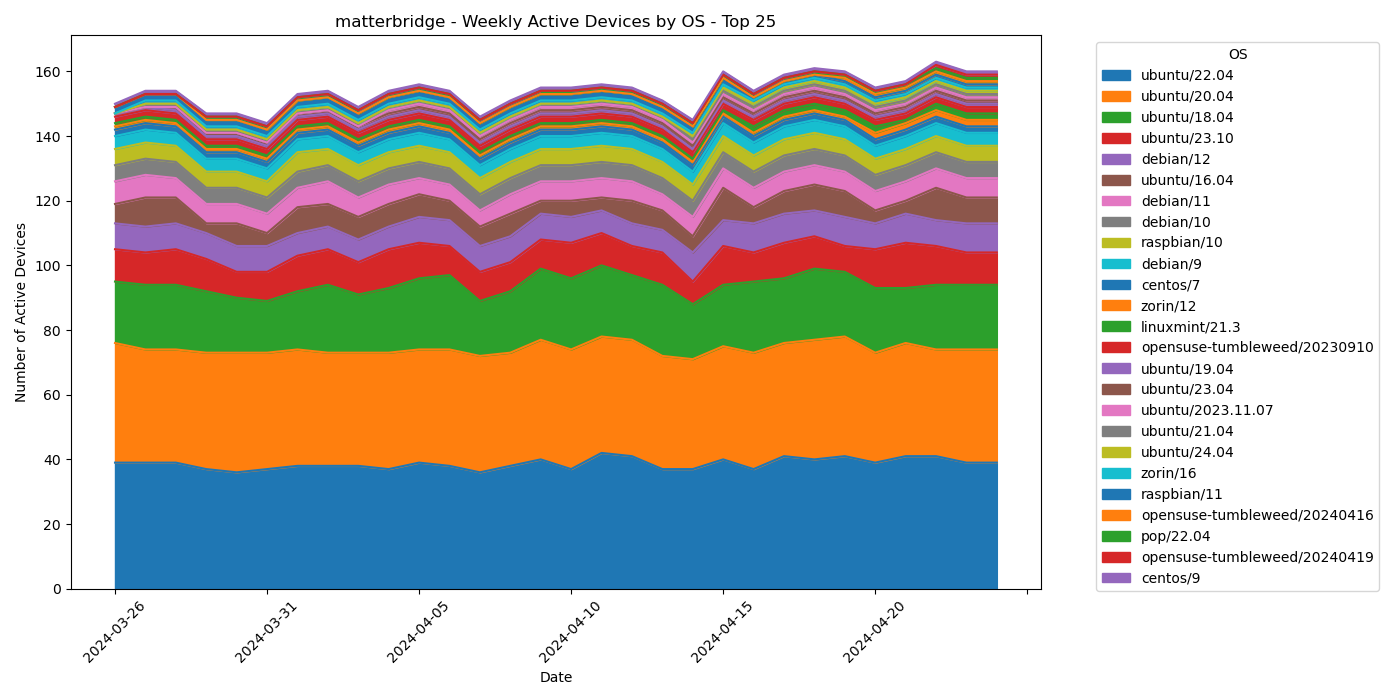 matterbridge - Weekly Active Devices by OS - Top 25
Number of Active Devices
160
140
120
100
80
60
40
20
0
2024-03-26
2024-03-31
2024-04-05
2024-04-10
2024-04-15
2024-04-20
Date
OS
ubuntu/22.04
ubuntu/20.04
ubuntu/18.04
ubuntu/23.10
debian/12
ubuntu/16.04
debian/11
debian/10
raspbian/10
debian/9
centos/7
zorin/12
linuxmint/21.3
opensuse-tumbleweed/20230910
ubuntu/19.04
ubuntu/23.04
ubuntu/2023.11.07
ubuntu/21.04
ubuntu/24.04
zorin/16
raspbian/11
opensuse-tumbleweed/20240416
pop/22.04
opensuse-tumbleweed/20240419
centos/9